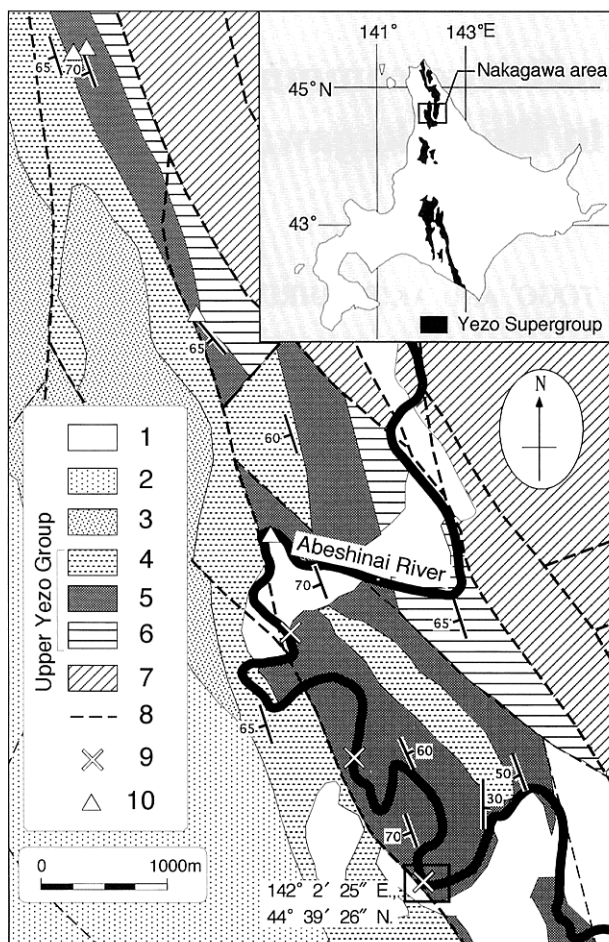 141°
143°E
45° N
Nakagawa area
43°
Yezo Supergroup
65
70
65
N
60
Abeshinai River
70
65
65
60
50
30
70
142° 2′ 25″ E.,
44° 39′ 26″ N.
Upper Yezo Group
1
2
3
4
5
6
7
8
9
10
0 1000m